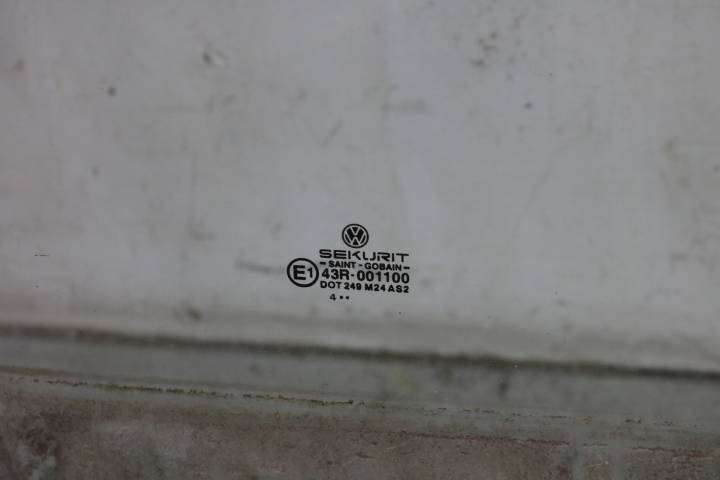 SEKURIT
- SAINT - GOBAIN -
E1 43R-001100
DOT 249 M24 AS2
4 ••